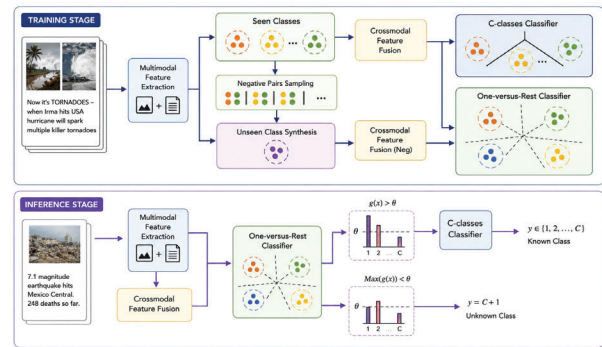 TRAINING STAGE
Now it's TORNADOES –
when Irma hits USA
hurricane will spark
multiple killer tornadoes
Multimodal
Feature
Extraction
+
Seen Classes
...
Negative Pairs Sampling
...
Unseen Class Synthesis
Crossmodal
Feature
Fusion
Crossmodal
Feature
Fusion (Neg)
C-classes Classifier
...
One-versus-Rest Classifier
INFERENCE STAGE
7.1 magnitude
earthquake hits
Mexico Central.
248 deaths so far.
Multimodal
Feature
Extraction
+
Crossmodal
Feature Fusion
One-versus-Rest
Classifier
g(x) > θ
θ
1 2 ... C
C-classes
Classifier
y ∈ {1, 2, ..., C}
Known Class
Max(g(x)) < θ
θ
1 2 ... C
y = C + 1
Unknown Class